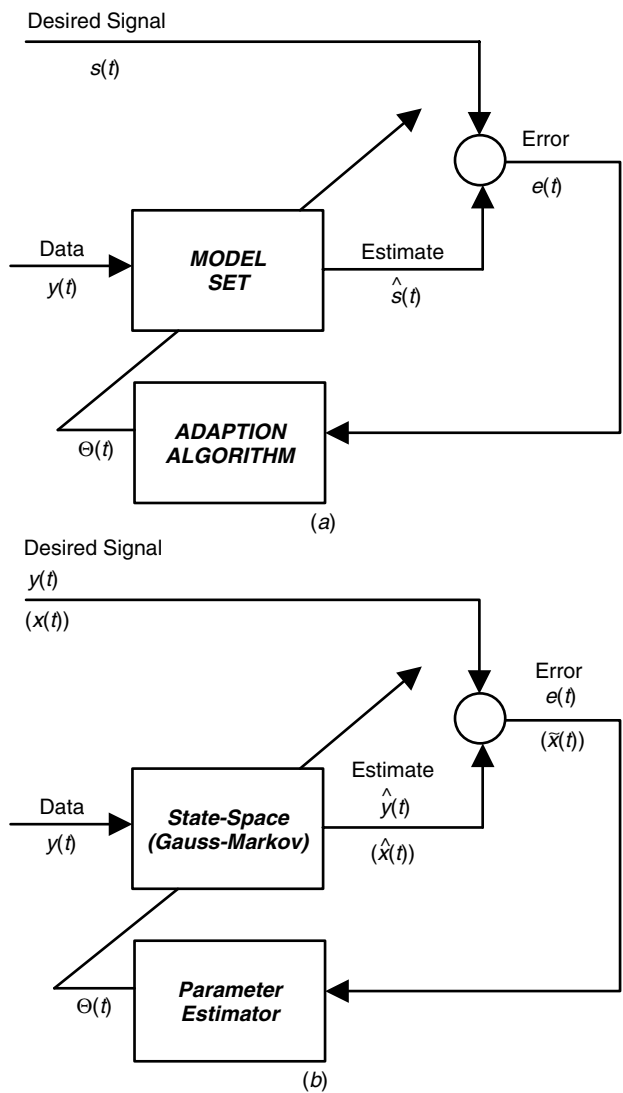 Desired Signal
s(t)
Error
e(t)
Data
y(t)
MODEL
SET
Estimate
ŝ(t)
Θ(t)
ADAPTION
ALGORITHM
(a)
Desired Signal
y(t)
(x(t))
Error
e(t)
(x̃(t))
Data
y(t)
State-Space
(Gauss-Markov)
Estimate
ŷ(t)
(x̂(t))
Θ(t)
Parameter
Estimator
(b)